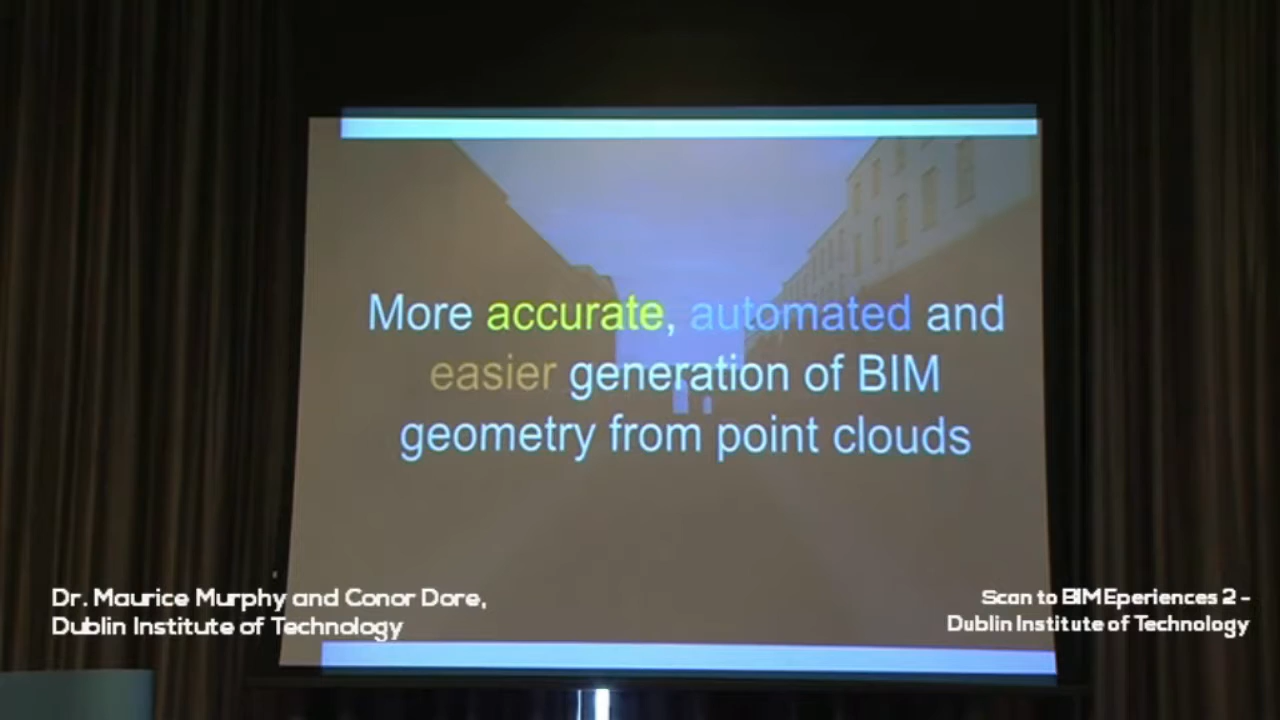 More accurate, automated and
easier generation of BIM
geometry from point clouds
Dr. Maurice Murphy and Conor Dore,
Dublin Institute of Technology
Scan to BIM Eperiences 2 -
Dublin Institute of Technology